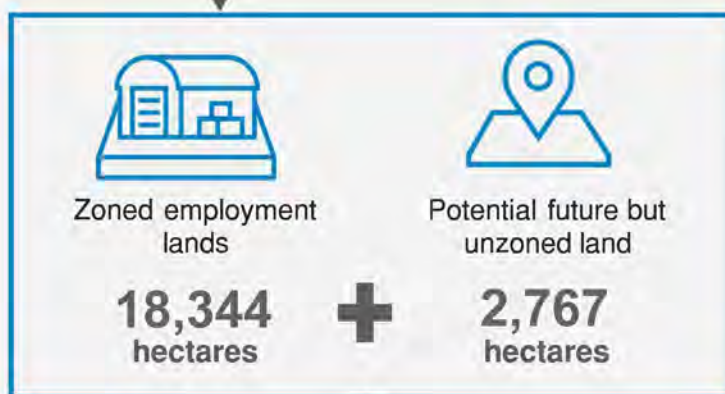 Zoned employment
lands
18,344
hectares
+
Potential future but
unzoned land
2,767
hectares